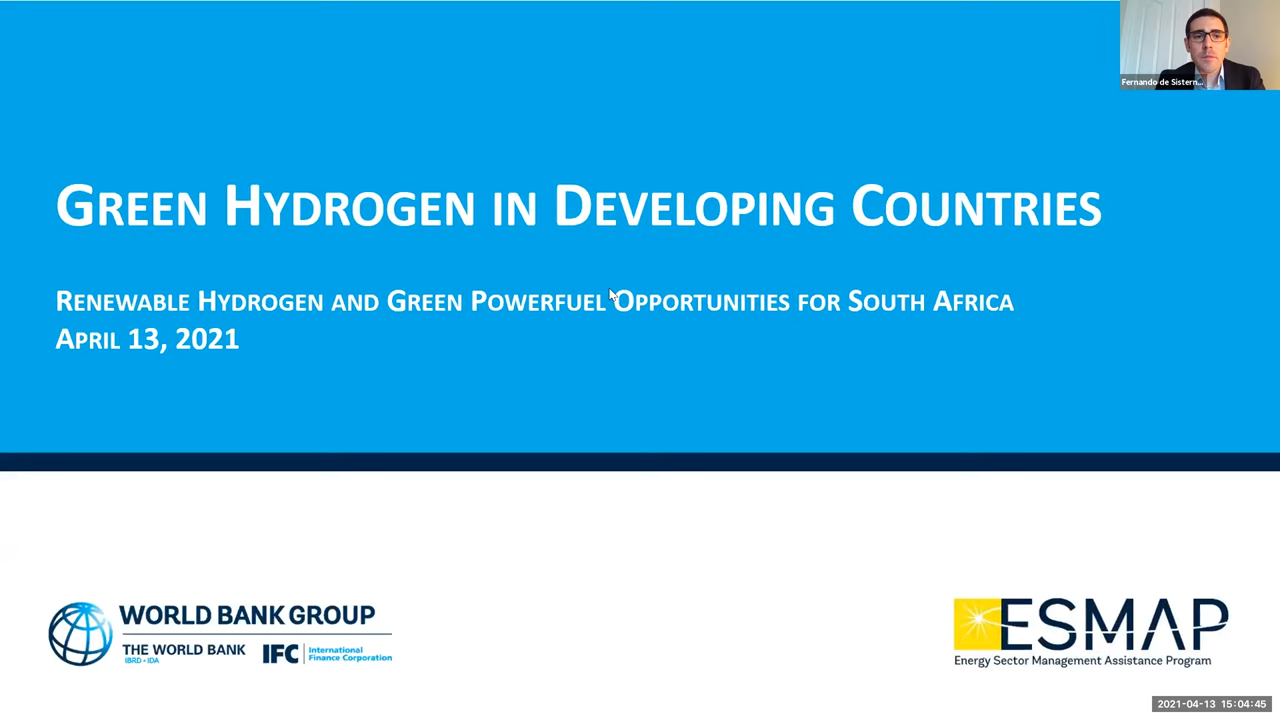 Fernando de Sistern...
GREEN HYDROGEN IN DEVELOPING COUNTRIES
RENEWABLE HYDROGEN AND GREEN POWERFUEL OPPORTUNITIES FOR SOUTH AFRICA
APRIL 13, 2021
WORLD BANK GROUP
THE WORLD BANK
IBRD • IDA
IFC
International
Finance Corporation
ESMAP
Energy Sector Management Assistance Program
2021-04-13 15:04:45